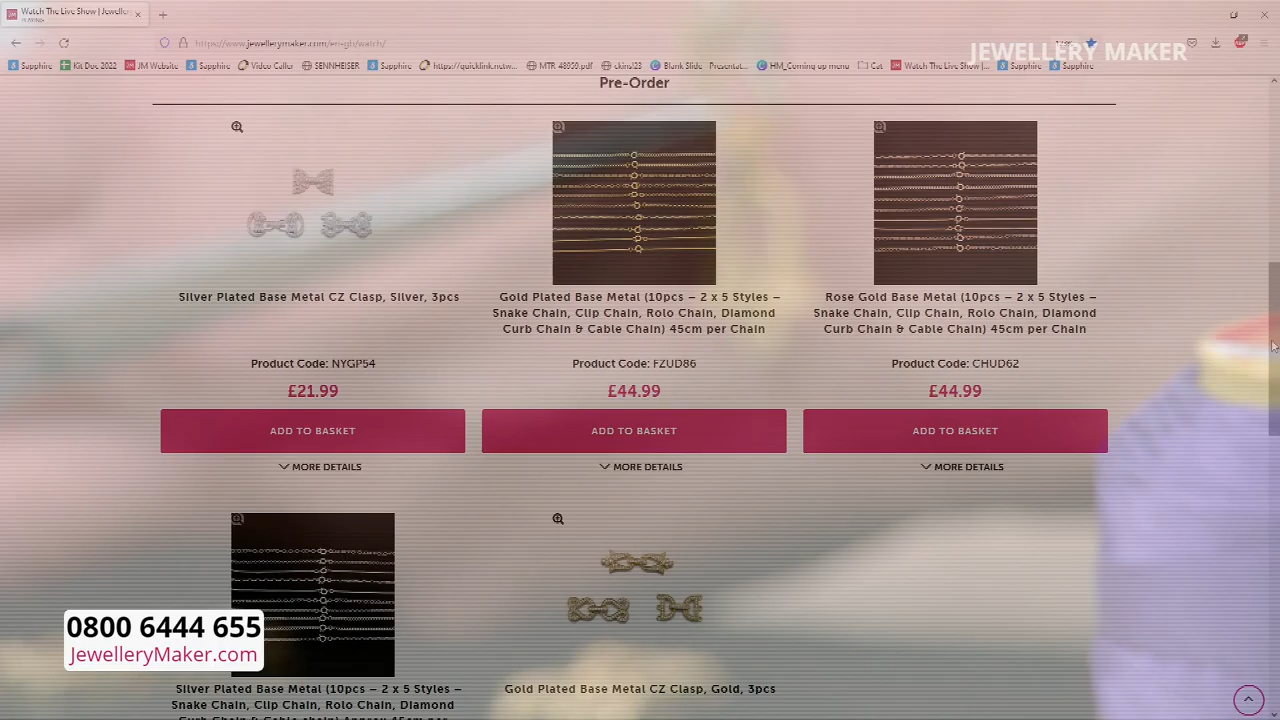 Watch The Live Show | Jeweller
https://www.jewellerymaker.com/en-gb/watch/
JEWELLERY MAKER
Sapphire
Kit Doc 2022
JM Website
Sapphire
Video Caller
SENNHEISER
Sapphire
https://quicklink.netw...
MTR 48959.pdf
Blank Slide
Presentat...
HM_Coming up menu
Cat
Watch The Live Show |...
Sapphire
Sapphire
Pre-Order
Silver Plated Base Metal CZ Clasp, Silver, 3pcs
Product Code: NYGP54
£21.99
ADD TO BASKET
MORE DETAILS
Gold Plated Base Metal (10pcs – 2 x 5 Styles –
Snake Chain, Clip Chain, Rolo Chain, Diamond
Curb Chain & Cable Chain) 45cm per Chain
Product Code: FZUD86
£44.99
ADD TO BASKET
MORE DETAILS
Rose Gold Base Metal (10pcs – 2 x 5 Styles –
Snake Chain, Clip Chain, Rolo Chain, Diamond
Curb Chain & Cable Chain) 45cm per Chain
Product Code: CHUD62
£44.99
ADD TO BASKET
MORE DETAILS
0800 6444 655
JewelleryMaker.com
Silver Plated Base Metal (10pcs – 2 x 5 Styles –
Snake Chain, Clip Chain, Rolo Chain, Diamond
Curb Chain & Cable chain) Approx 45cm per
Gold Plated Base Metal CZ Clasp, Gold, 3pcs